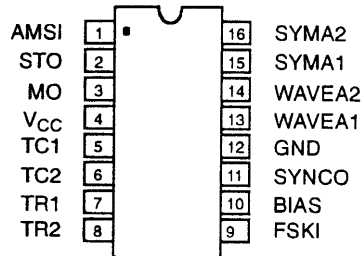 AMSI 1 16 SYMA2
STO 2 15 SYMA1
MO 3 14 WAVEA2
VCC 4 13 WAVEA1
TC1 5 12 GND
TC2 6 11 SYNCO
TR1 7 10 BIAS
TR2 8 9 FSKI